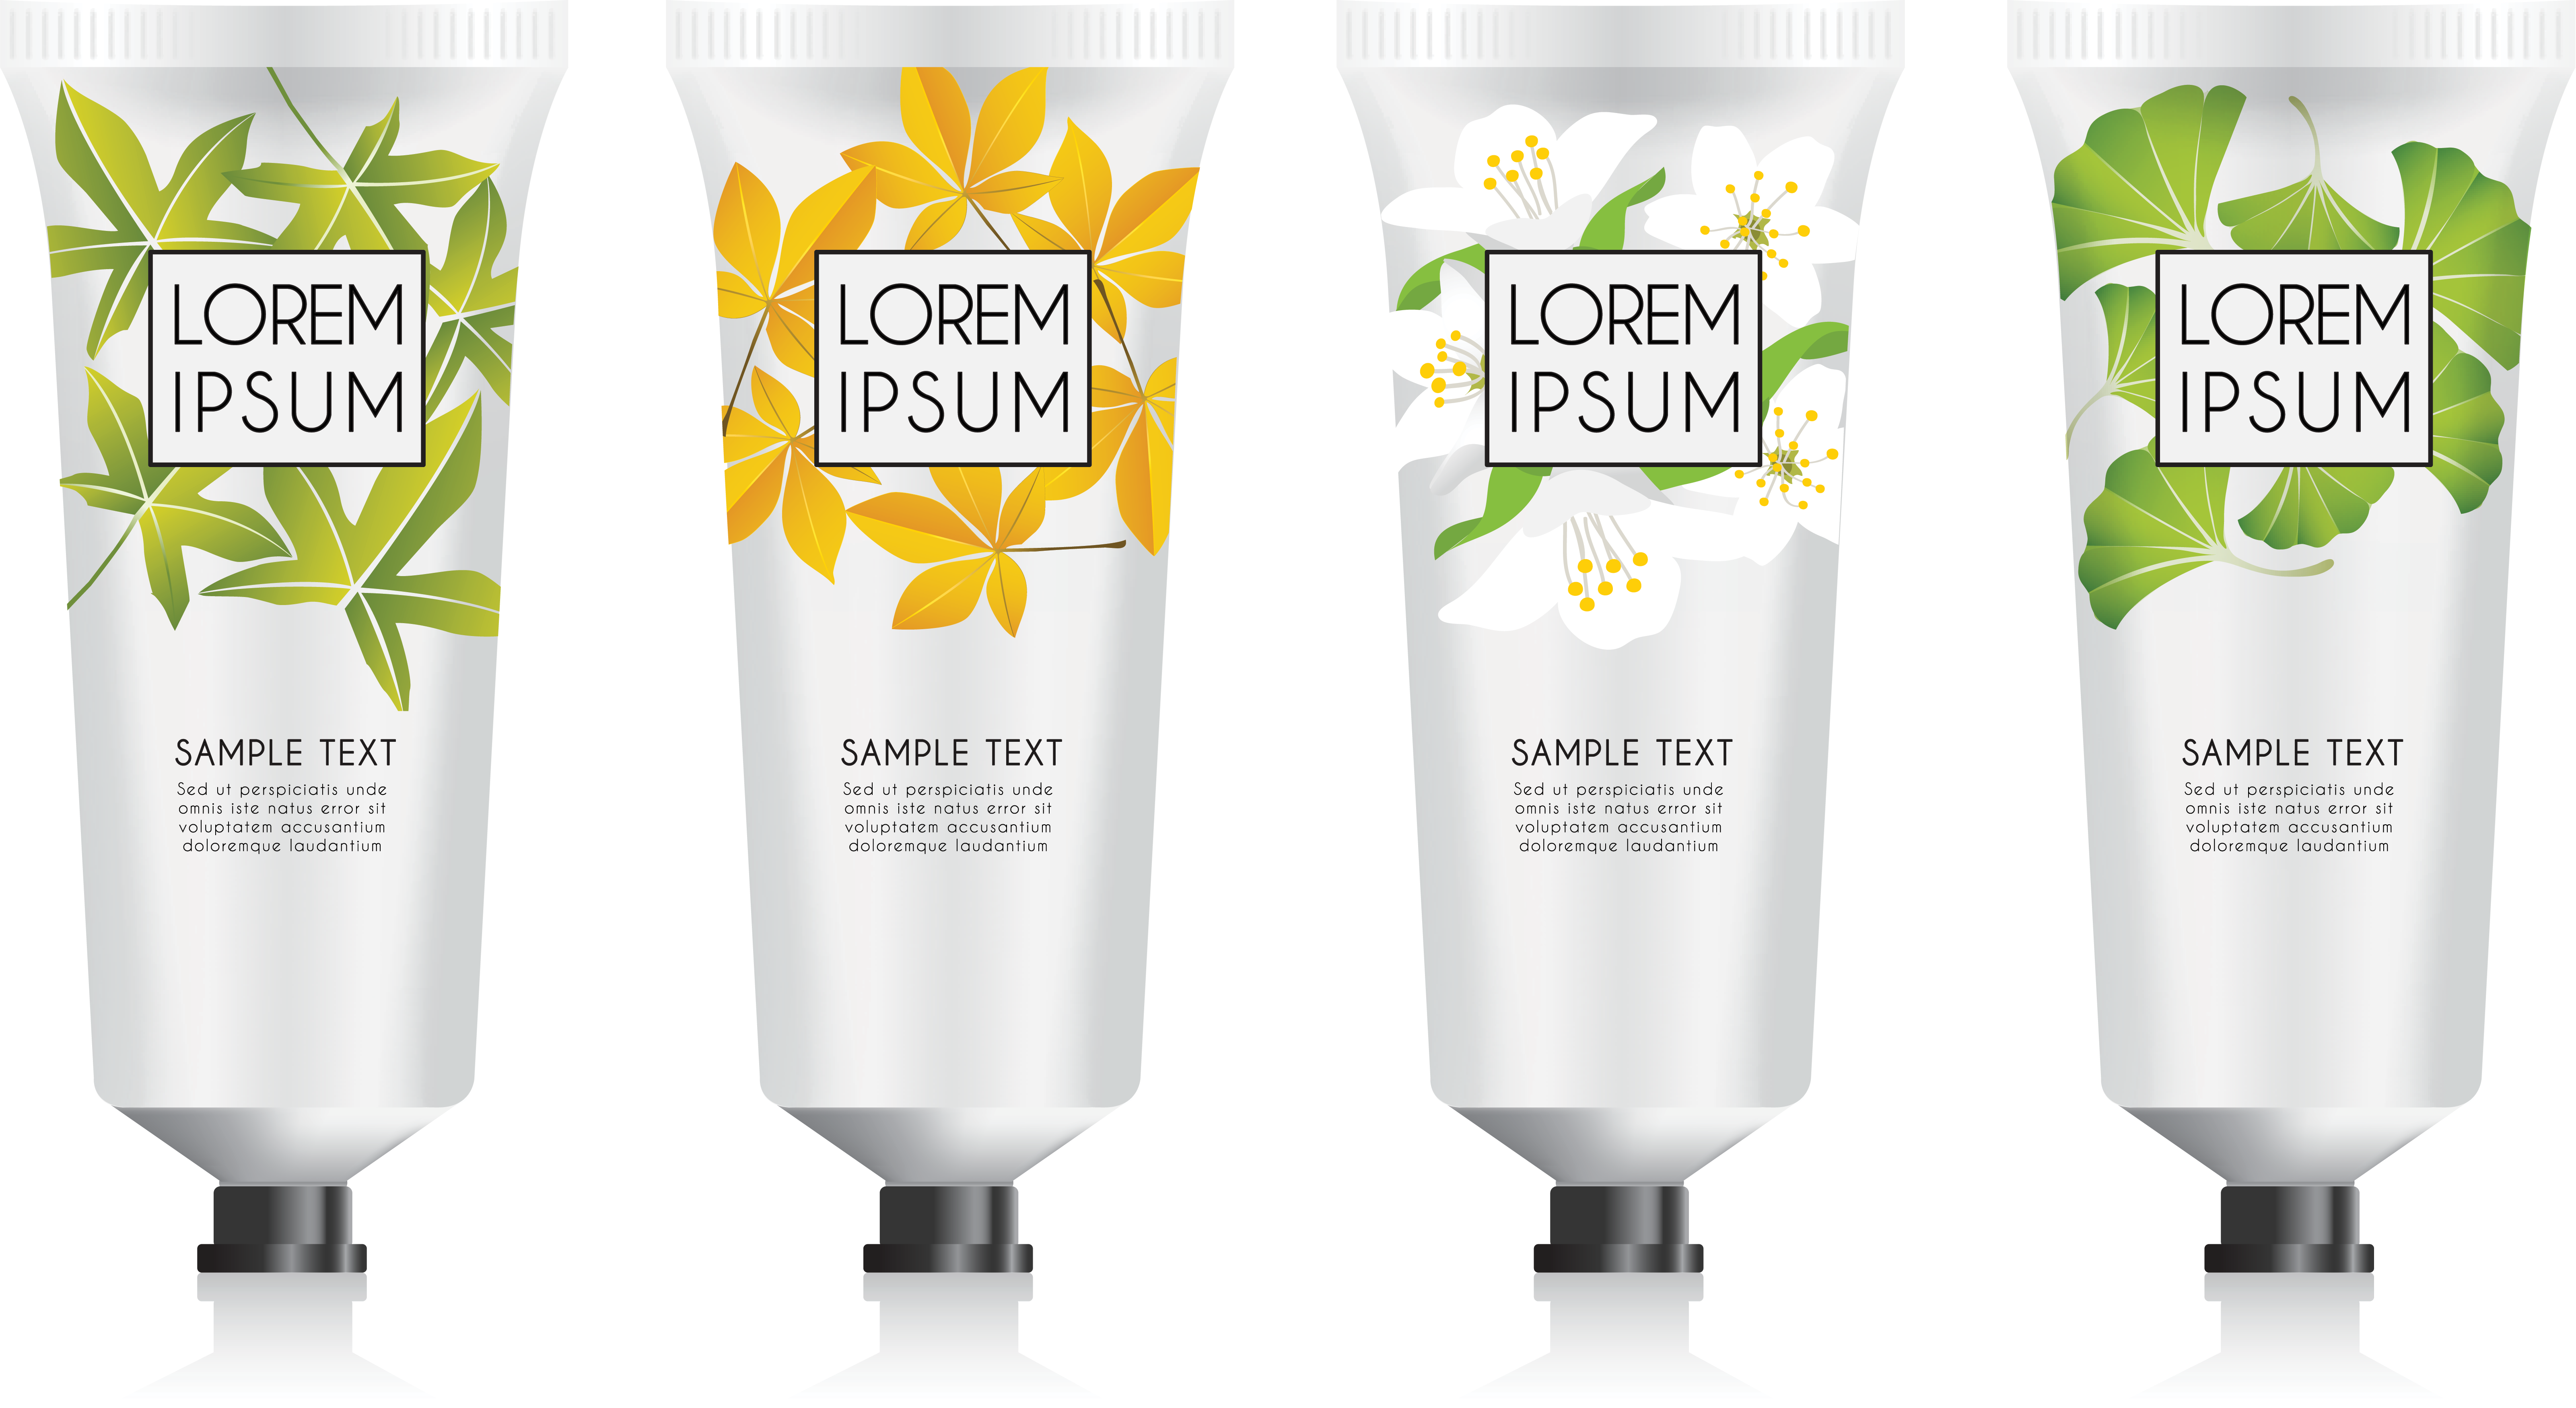 LOREM
IPSUM
SAMPLE TEXT
Sed ut perspiciatis unde
omnis iste natus error sit
voluptatem accusantium
doloremque laudantium
LOREM
IPSUM
SAMPLE TEXT
Sed ut perspiciatis unde
omnis iste natus error sit
voluptatem accusantium
doloremque laudantium
LOREM
IPSUM
SAMPLE TEXT
Sed ut perspiciatis unde
omnis iste natus error sit
voluptatem accusantium
doloremque laudantium
LOREM
IPSUM
SAMPLE TEXT
Sed ut perspiciatis unde
omnis iste natus error sit
voluptatem accusantium
doloremque laudantium